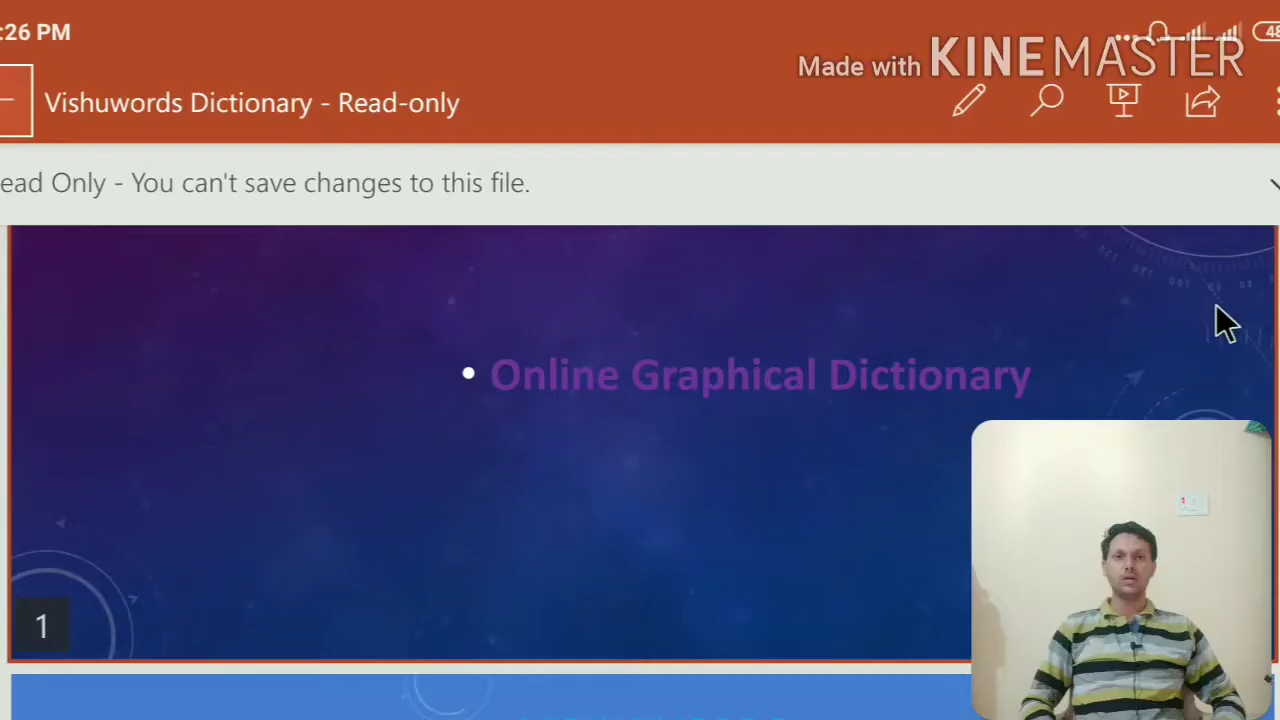 :26 PM
48
Made with KINEMASTER
Vishuwords Dictionary - Read-only
ead Only - You can't save changes to this file.
• Online Graphical Dictionary
1